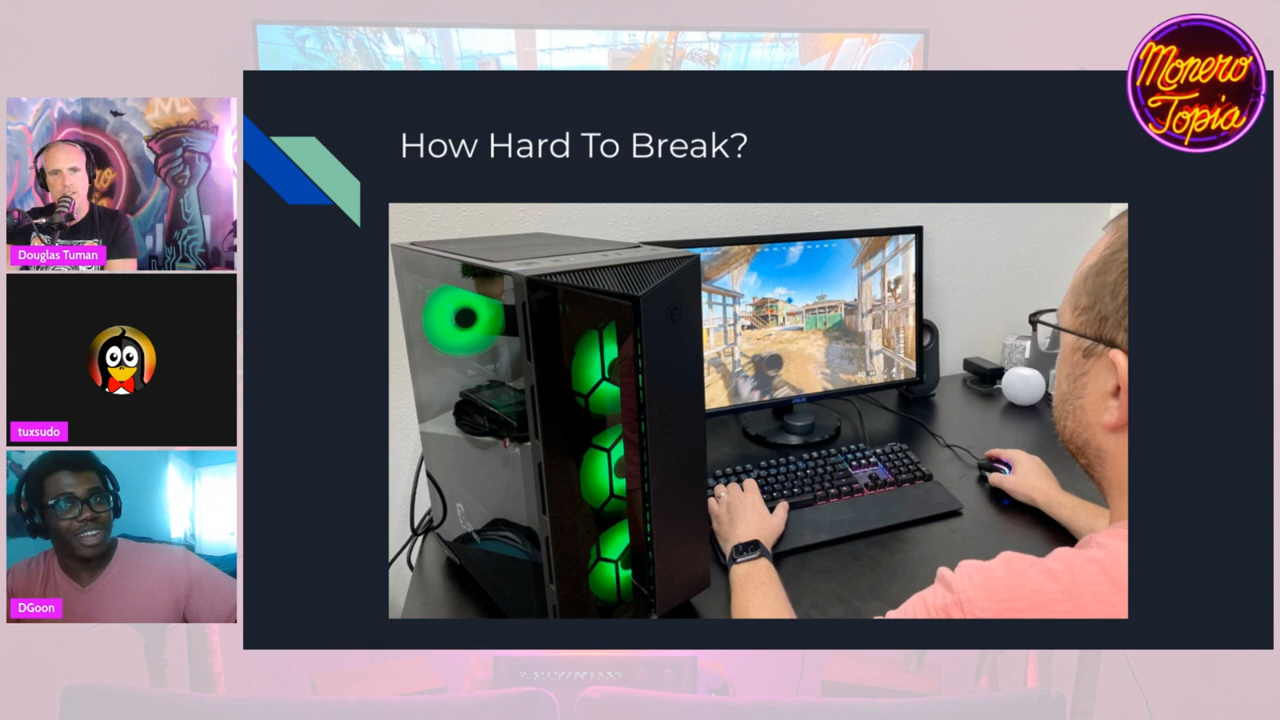 Monero
Topia
How Hard To Break?
Douglas Tuman
tuxsudo
DGoon